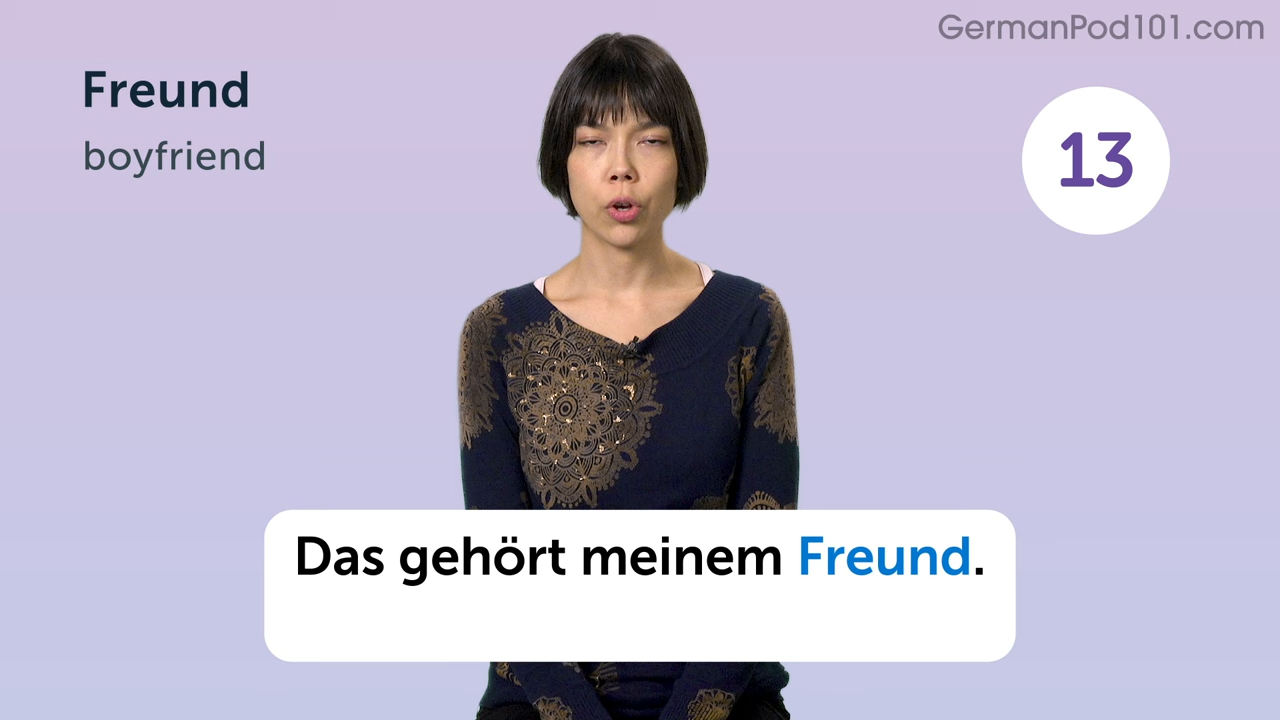 GermanPod101.com
Freund
boyfriend
13
Das gehört meinem Freund.